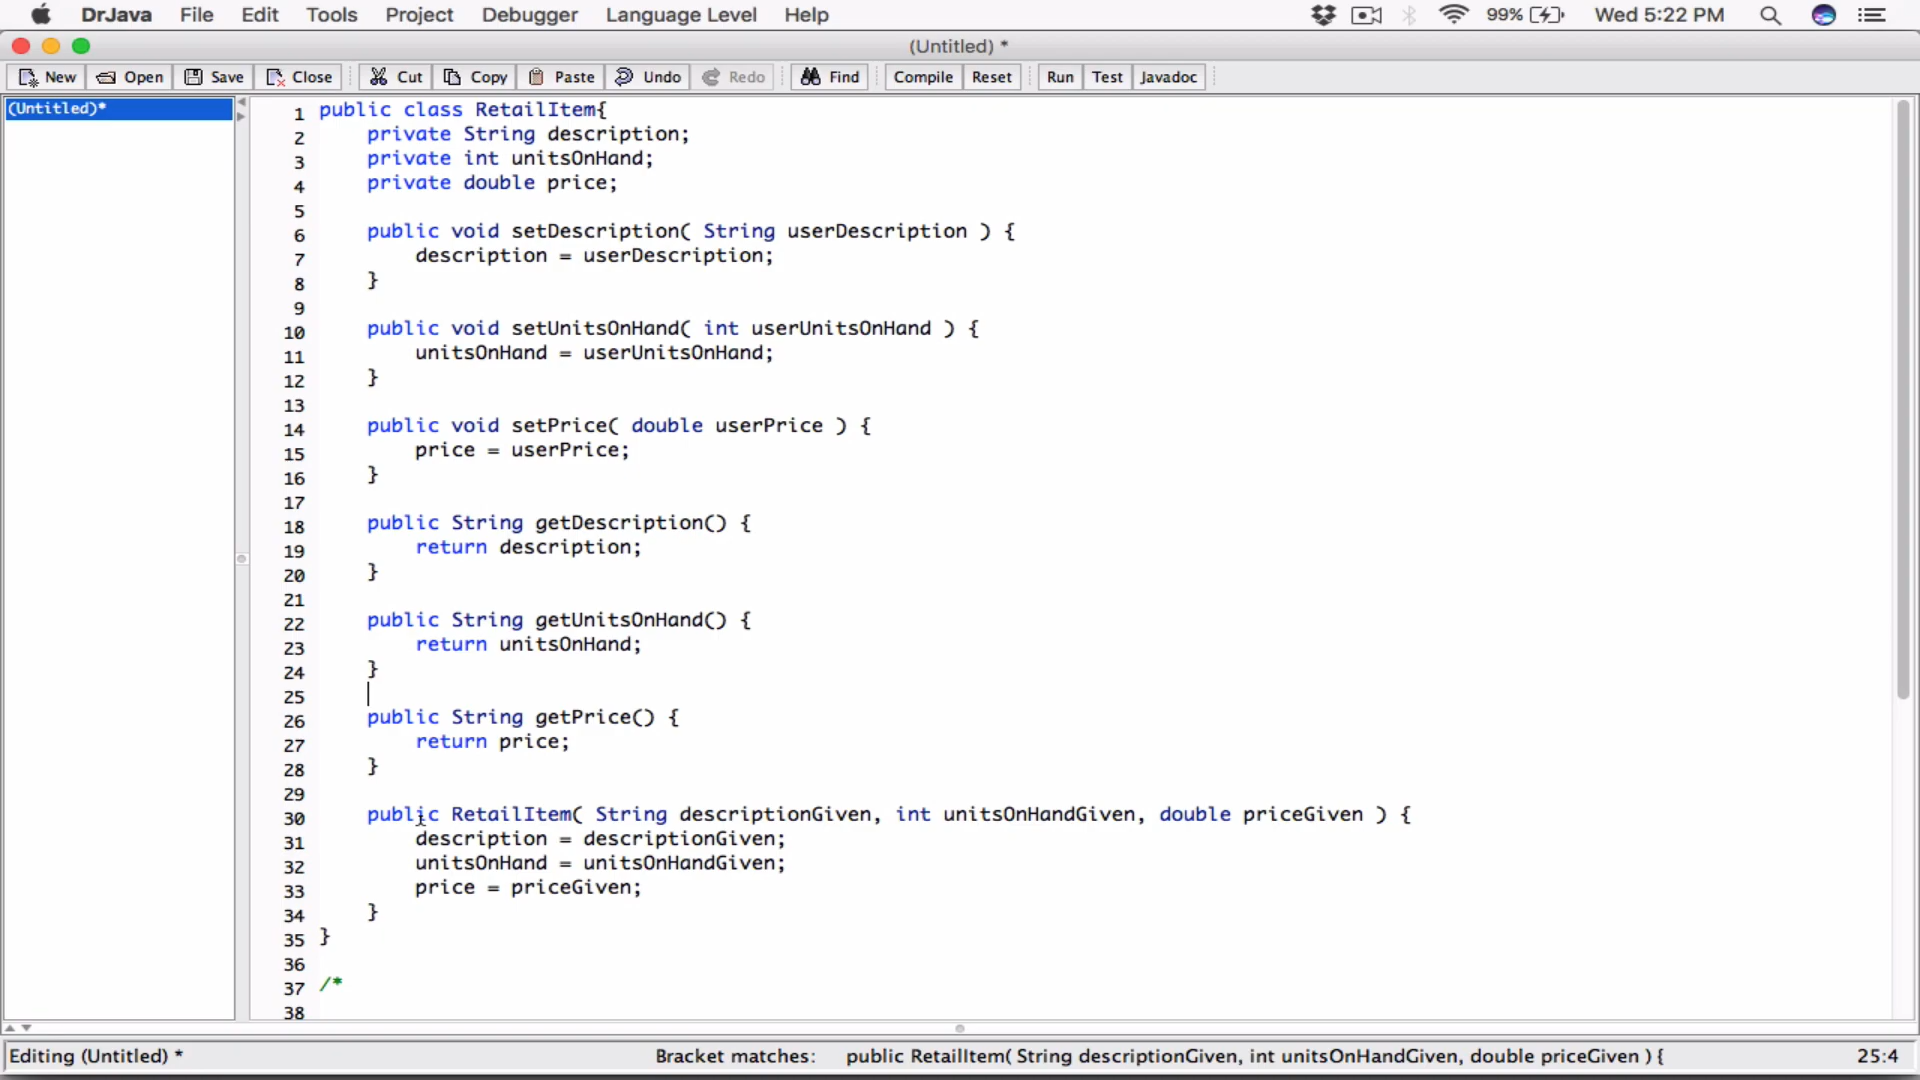 DrJava File Edit Tools Project Debugger Language Level Help 99% Wed 5:22 PM
(Untitled) *
New Open Save Close Cut Copy Paste Undo Redo Find Compile Reset Run Test Javadoc
(Untitled)*
1 public class RetailItem{
2 private String description;
3 private int unitsOnHand;
4 private double price;
5
6 public void setDescription( String userDescription ) {
7 description = userDescription;
8 }
9
10 public void setUnitsOnHand( int userUnitsOnHand ) {
11 unitsOnHand = userUnitsOnHand;
12 }
13
14 public void setPrice( double userPrice ) {
15 price = userPrice;
16 }
17
18 public String getDescription() {
19 return description;
20 }
21
22 public String getUnitsOnHand() {
23 return unitsOnHand;
24 }
25
26 public String getPrice() {
27 return price;
28 }
29
30 public RetailItem( String descriptionGiven, int unitsOnHandGiven, double priceGiven ) {
31 description = descriptionGiven;
32 unitsOnHand = unitsOnHandGiven;
33 price = priceGiven;
34 }
35 }
36
37 /*
38
Editing (Untitled) * Bracket matches: public RetailItem( String descriptionGiven, int unitsOnHandGiven, double priceGiven ) { 25:4